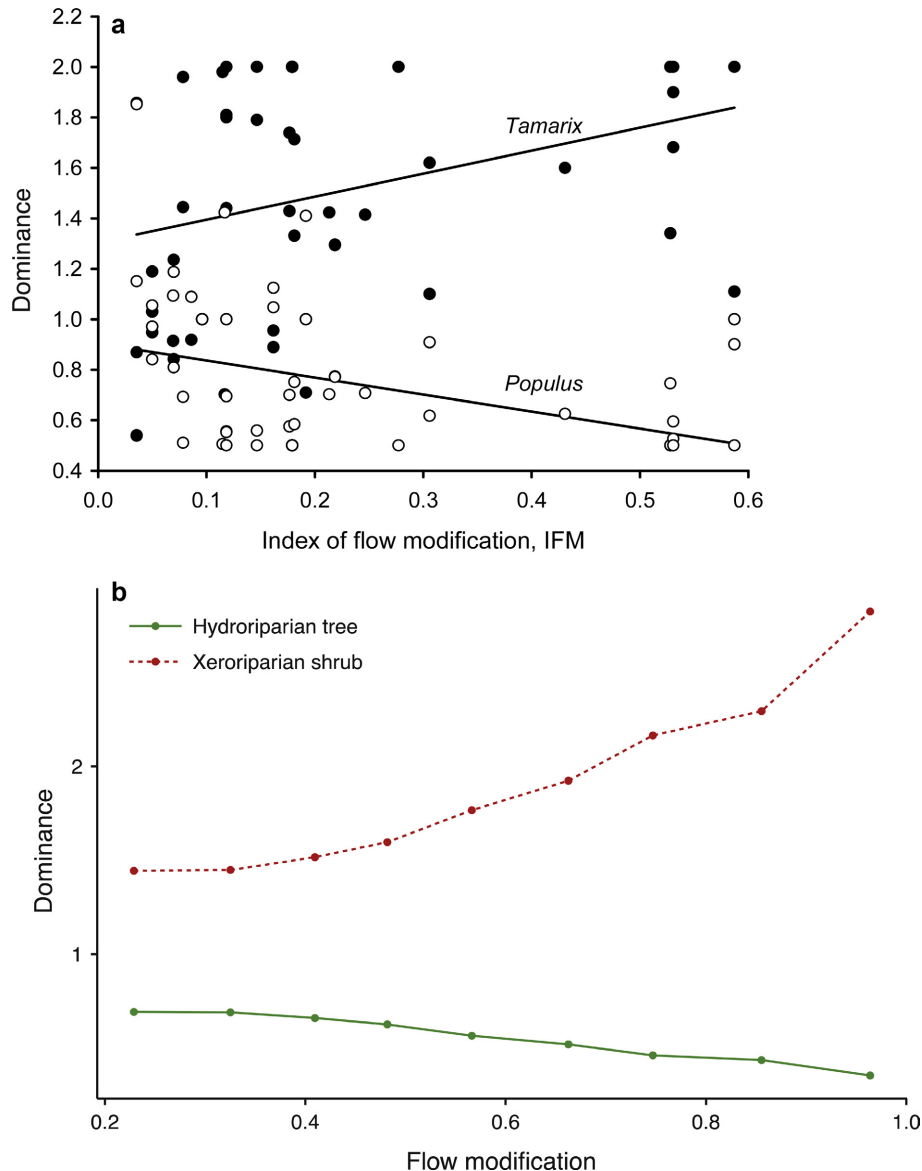 a
2.2
2.0
1.8
1.6
1.4
1.2
1.0
0.8
0.6
0.4
Dominance
Tamarix
Populus
0.0 0.1 0.2 0.3 0.4 0.5 0.6
Index of flow modification, IFM
b
Hydroriparian tree
Xeroriparian shrub
2
1
Dominance
0.2 0.4 0.6 0.8 1.0
Flow modification